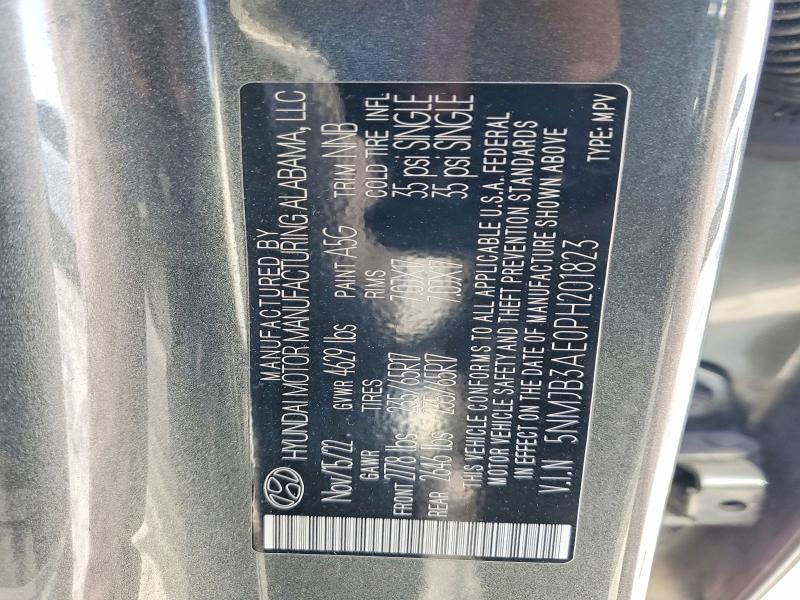 MANUFACTURED BY
HYUNDAI MOTOR MANUFACTURING ALABAMA, LLC
Nov/15/22 GVWR 4629 lbs PAINT A5G TRIM NNB
GAWR TIRES RIMS COLD TIRE INFL
FRONT 2778 lbs 235/65R17 7.0JX17 35 psi SINGLE
REAR 2646 lbs 235/65R17 7.0JX17 35 psi SINGLE
THIS VEHICLE CONFORMS TO ALL APPLICABLE U.S.A. FEDERAL
MOTOR VEHICLE SAFETY AND THEFT PREVENTION STANDARDS
IN EFFECT ON THE DATE OF MANUFACTURE SHOWN ABOVE
V.I.N 5NMJB3AE0PH201823 TYPE: MPV